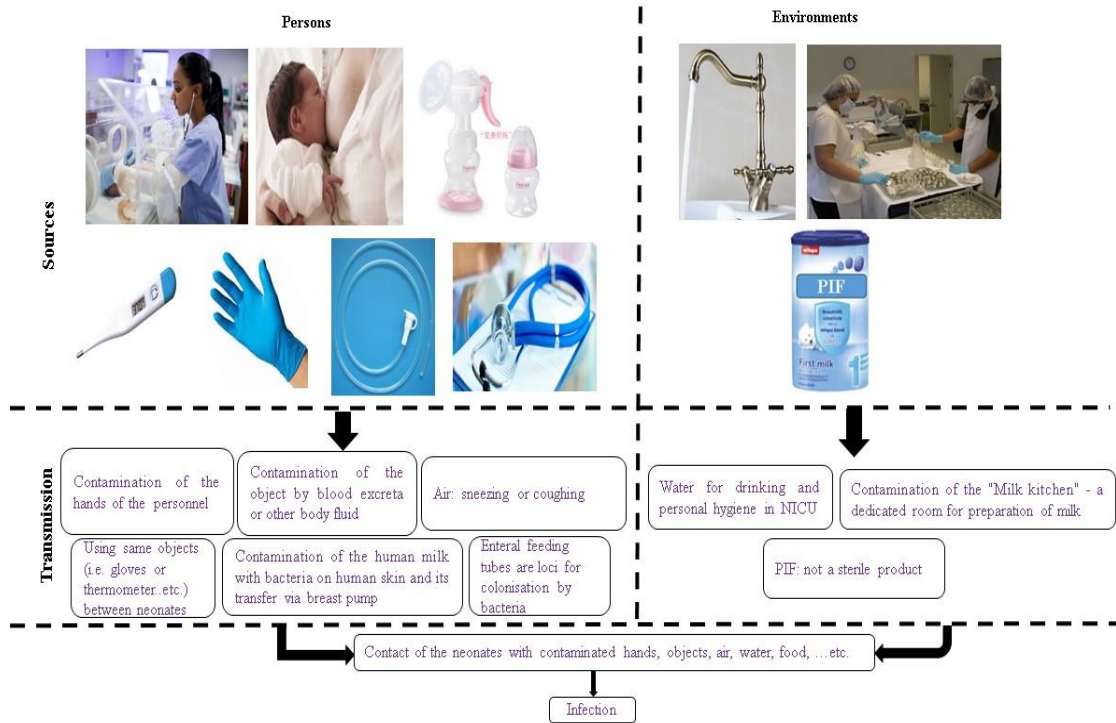 Persons
Environments
Sources
"变身奶瓶"
PIF
First milk
1
Transmission
Contamination of the
hands of the personnel
Contamination of the
object by blood excreta
or other body fluid
Air: sneezing or coughing
Water for drinking and
personal hygiene in NICU
Contamination of the "Milk kitchen" - a
dedicated room for preparation of milk
Using same objects
(i.e. gloves or
thermometer..etc.)
between neonates
Contamination of the human milk
with bacteria on human skin and its
transfer via breast pump
Enteral feeding
tubes are loci for
colonisation by
bacteria
PIF: not a sterile product
Contact of the neonates with contaminated hands, objects, air, water, food, …etc.
Infection